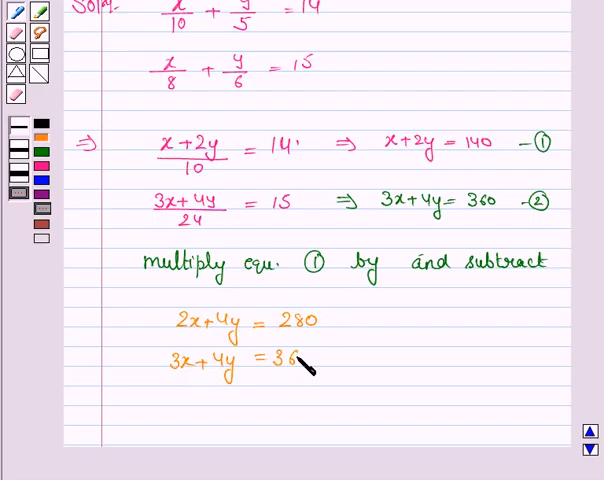 Soln. x/10 + y/5 = 14
x/8 + y/6 = 15
⇒ (x+2y)/10 = 14 ⇒ x+2y = 140 —①
(3x+4y)/24 = 15 ⇒ 3x+4y = 360 —②
multiply equ. ① by and subtract
2x+4y = 280
3x+4y = 36